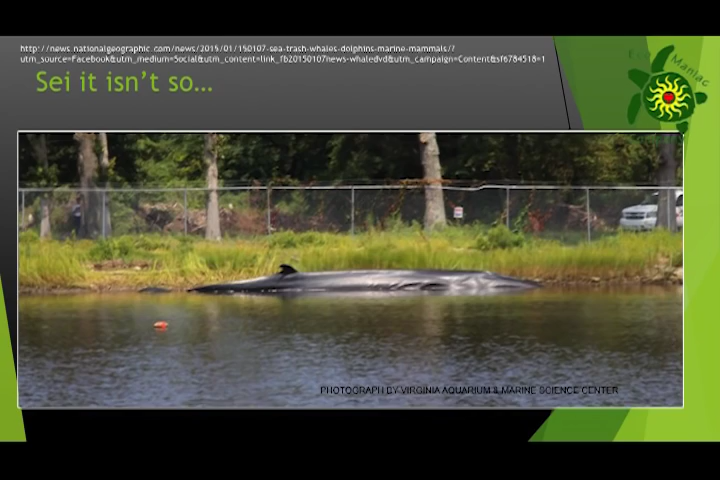 http://news.nationalgeographic.com/news/2015/01/150107-sea-trash-whales-dolphins-marine-mammals/?
utm_source=Facebook&utm_medium=Social&utm_content=link_fb20150107news-whaledvd&utm_campaign=Content&sf6784518=1
Sei it isn't so...
Maniac
PHOTOGRAPH BY VIRGINIA AQUARIUM & MARINE SCIENCE CENTER